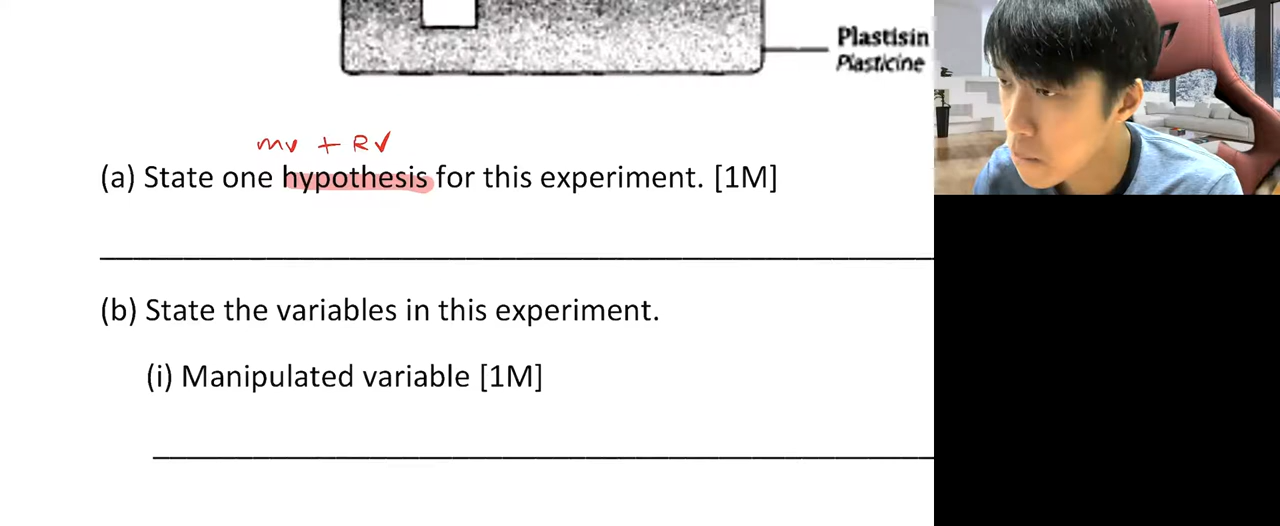 Plastisin
Plasticine
mv + RV
(a) State one hypothesis for this experiment. [1M]
(b) State the variables in this experiment.
(i) Manipulated variable [1M]